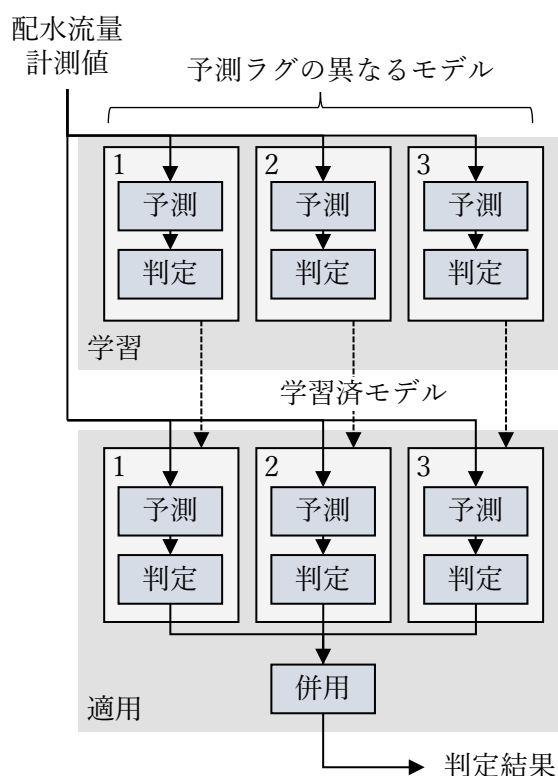 配水流量
計測値
予測ラグの異なるモデル
1
2
3
予測
予測
予測
判定
判定
判定
学習
学習済モデル
1
2
3
予測
予測
予測
判定
判定
判定
併用
適用
判定結果